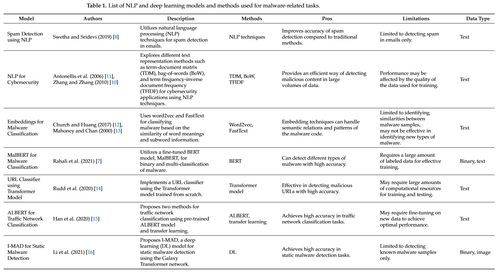 Table 1. List of NLP and deep learning models and methods used for malware-related tasks.
Model Authors Description Methods Pros Limitations Data Type
Spam Detection
using NLP
Swetha and Sridevi (2019) [8]
Utilizes natural language
processing (NLP)
techniques for spam detection
in emails.
NLP techniques
Improves accuracy of spam
detection compared to traditional
methods.
Limited to detecting spam
in emails only.
Text
NLP for
Cybersecurity
Antonellis et al. (2006) [11],
Zhang and Zhang (2010) [10]
Explores different text
representation methods such
as term-document matrix
(TDM), bag-of-words (BoW),
and term frequency-inverse
document frequency
(TFIDF) for cybersecurity
applications using NLP
techniques.
TDM, BoW,
TFIDF
Provides an efficient way of detecting
malicious content in large
volumes of data.
Performance may be
affected by the quality of
the data used for training.
Text
Embeddings for
Malware
Classification
Church and Huang (2017) [12],
Mahoney and Chan (2000) [13]
Uses word2vec and FastText
for classifying
malware based on the
similarity of word meanings
and subword information.
Word2vec,
FastText
Embedding techniques can handle
semantic relations and patterns of
the malware code.
Limited to identifying
similarities between
malware samples,
may not be effective in
identifying new types of
malware.
Text
MalBERT for
Malware
Classification
Rahali et al. (2021) [7]
Utilizes a fine-tuned BERT
model, MalBERT, for
binary and multi-classification
of malware.
BERT
Can detect different types of
malware with high accuracy.
Requires a large amount
of labeled data for effective
training.
Binary, text
URL Classifier
using
Transformer
Model
Rudd et al. (2020) [14]
Implements a URL classifier
using the Transformer
model trained from scratch.
Transformer
model
Effective in detecting malicious
URLs with high accuracy.
May require large amounts
of computational resources
for training and testing.
Text
ALBERT for
Traffic Network
Classification
Han et al. (2020) [15]
Proposes two methods for
traffic network
classification using pre-trained
ALBERT model
and transfer learning.
ALBERT,
transfer learning
Achieves high accuracy in traffic
network classification tasks.
May require fine-tuning on
new data to achieve
optimal performance.
Text
I-MAD for Static
Malware
Detection
Li et al. (2021) [16]
Proposes I-MAD, a deep
learning (DL) model for
static malware detection
using the Galaxy
Transformer network.
DL
Achieves high accuracy in
static malware detection tasks.
Limited to detecting
known malware samples
only.
Binary, image